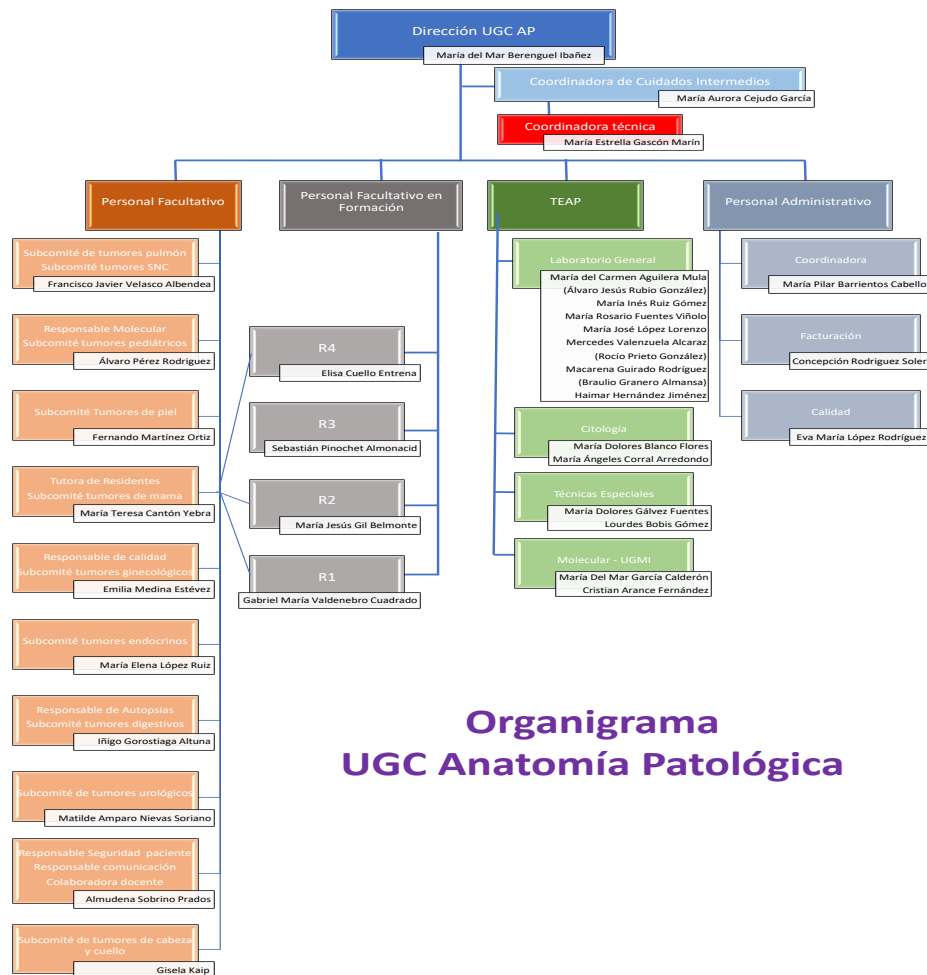 Dirección UGC AP
María del Mar Berenguel Ibañez
Coordinadora de Cuidados Intermedios
María Aurora Cejudo García
Coordinadora técnica
María Estrella Gascón Marín
Personal Facultativo
Subcomité de tumores pulmón
Subcomité tumores SNC
Francisco Javier Velasco Albendea
Responsable Molecular
Subcomité tumores pediátricos
Álvaro Pérez Rodríguez
Subcomité Tumores de piel
Fernando Martínez Ortiz
Tutora de Residentes
Subcomité tumores de mama
María Teresa Cantón Yebra
Responsable de calidad
Subcomité tumores ginecológicos
Emilia Medina Estévez
Subcomité tumores endocrinos
María Elena López Ruiz
Responsable de Autopsias
Subcomité tumores digestivos
Iñigo Gorostiaga Altuna
Subcomité de tumores urológicos
Matilde Amparo Nievas Soriano
Responsable Seguridad paciente
Responsable comunicación
Colaboradora docente
Almudena Sobrino Prados
Subcomité de tumores de cabeza
y cuello
Gisela Kaip
Personal Facultativo en
Formación
R4
Elisa Cuello Entrena
R3
Sebastián Pinochet Almonacid
R2
María Jesús Gil Belmonte
R1
Gabriel María Valdenebro Cuadrado
TEAP
Laboratorio General
María del Carmen Aguilera Mula
(Álvaro Jesús Rubio González)
María Inés Ruiz Gómez
María Rosario Fuentes Viñolo
María José López Lorenzo
Mercedes Valenzuela Alcaraz
(Rocío Prieto González)
Macarena Guirado Rodríguez
(Braulio Granero Almansa)
Haimar Hernández Jiménez
Citología
María Dolores Blanco Flores
María Ángeles Corral Arredondo
Técnicas Especiales
María Dolores Gálvez Fuentes
Lourdes Bobis Gómez
Molecular - UGMI
María Del Mar García Calderón
Cristian Arance Fernández
Personal Administrativo
Coordinadora
María Pilar Barrientos Cabello
Facturación
Concepción Rodriguez Soler
Calidad
Eva María López Rodríguez
Organigrama
UGC Anatomía Patológica